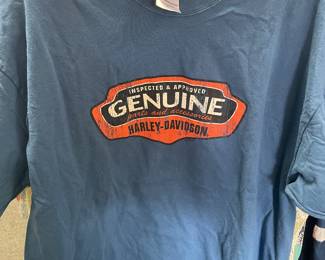 INSPECTED & APPROVED
GENUINE
parts and accessories
HARLEY-DAVIDSON